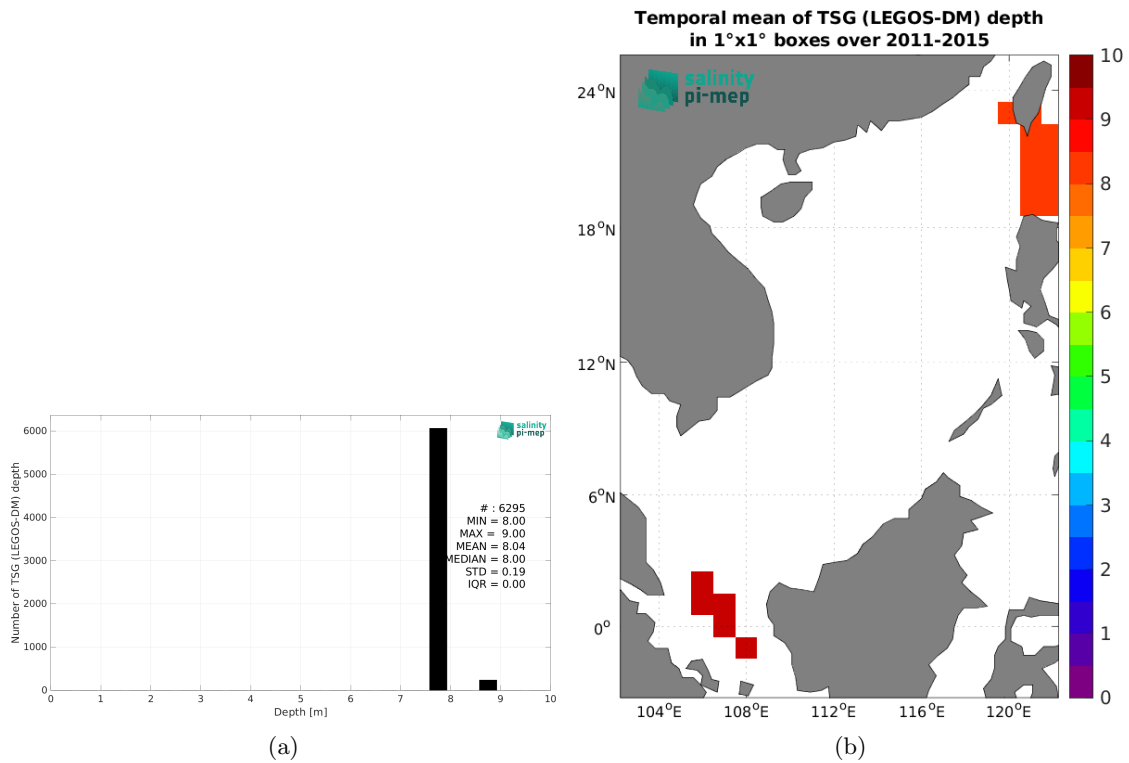 Temporal mean of TSG (LEGOS-DM) depth
in 1°x1° boxes over 2011-2015
salinity
pi-mep
24°N
18°N
12°N
6°N
0°
104°E
108°E
112°E
116°E
120°E
10
9
8
7
6
5
4
3
2
1
0
(b)
Number of TSG (LEGOS-DM) depth
6000
5000
4000
3000
2000
1000
0
salinity
pi-mep
# : 6295
MIN = 8.00
MAX = 9.00
MEAN = 8.04
MEDIAN = 8.00
STD = 0.19
IQR = 0.00
0
1
2
3
4
5
6
7
8
9
10
Depth [m]
(a)